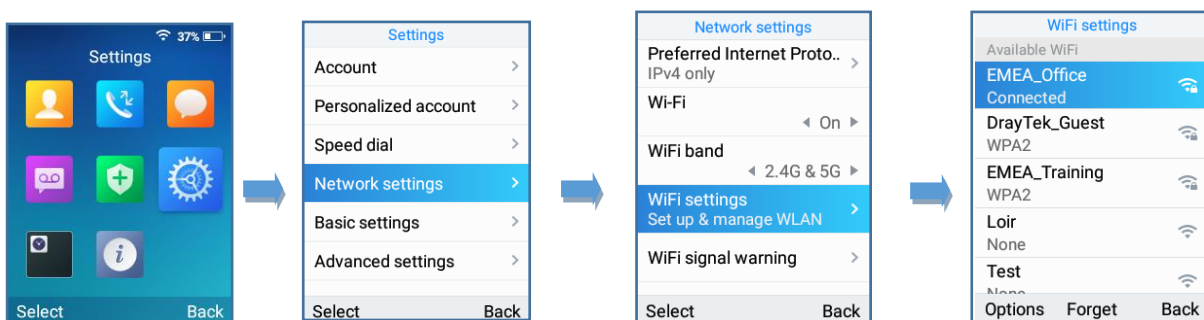 37%
Settings
Select Back
Settings
Account
Personalized account
Speed dial
Network settings
Basic settings
Advanced settings
Select Back
Network settings
Preferred Internet Proto..
IPv4 only
Wi-Fi
On
WiFi band
2.4G & 5G
WiFi settings
Set up & manage WLAN
WiFi signal warning
Select Back
WiFi settings
Available WiFi
EMEA_Office
Connected
DrayTek_Guest
WPA2
EMEA_Training
WPA2
Loir
None
Test
None
Options Forget Back